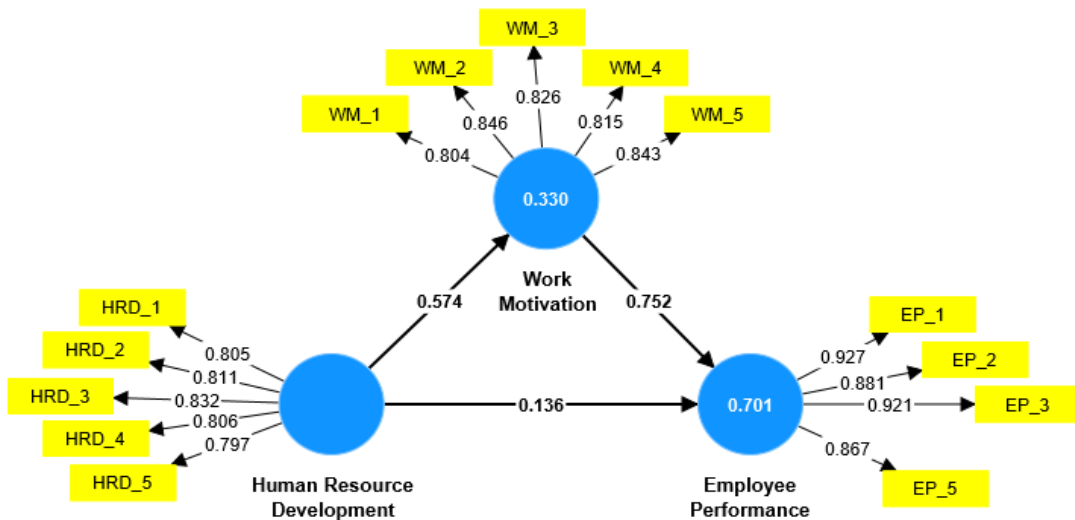 WM_3
WM_2
WM_4
WM_1
WM_5
0.804
0.846
0.826
0.815
0.843
0.330
Work
Motivation
0.574
0.752
HRD_1
HRD_2
HRD_3
HRD_4
HRD_5
0.805
0.811
0.832
0.806
0.797
0.136
Human Resource
Development
0.701
Employee
Performance
0.927
0.881
0.921
0.867
EP_1
EP_2
EP_3
EP_5